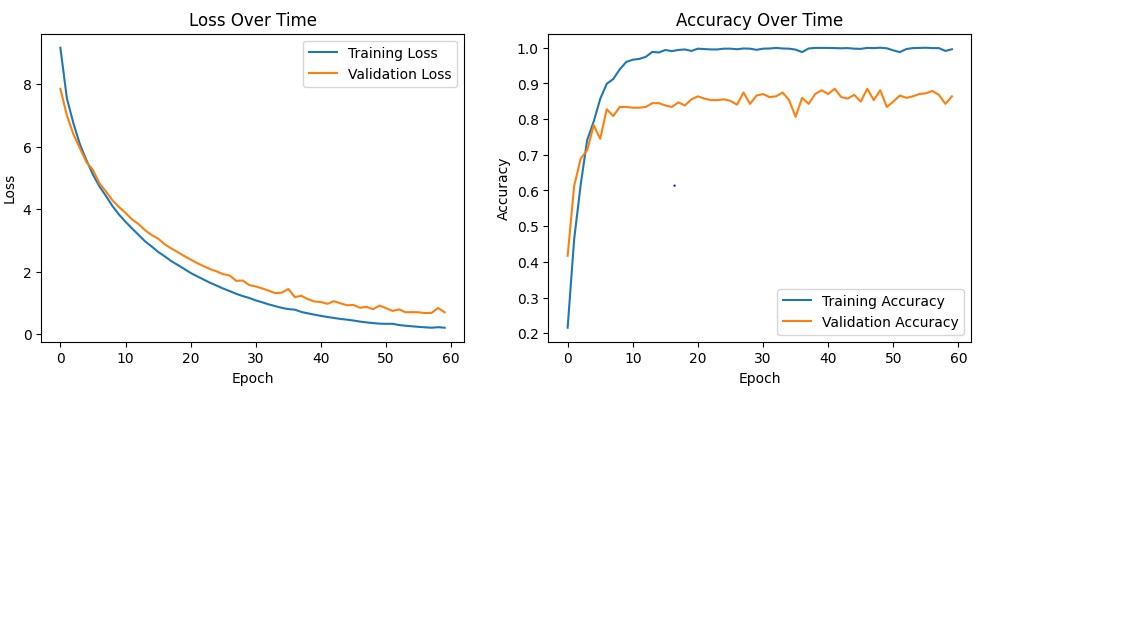 Loss Over Time
Training Loss
Validation Loss
8
6
4
2
0
Loss
0 10 20 30 40 50 60
Epoch
Accuracy Over Time
1.0
0.9
0.8
0.7
0.6
0.5
0.4
0.3
0.2
Accuracy
Training Accuracy
Validation Accuracy
0 10 20 30 40 50 60
Epoch